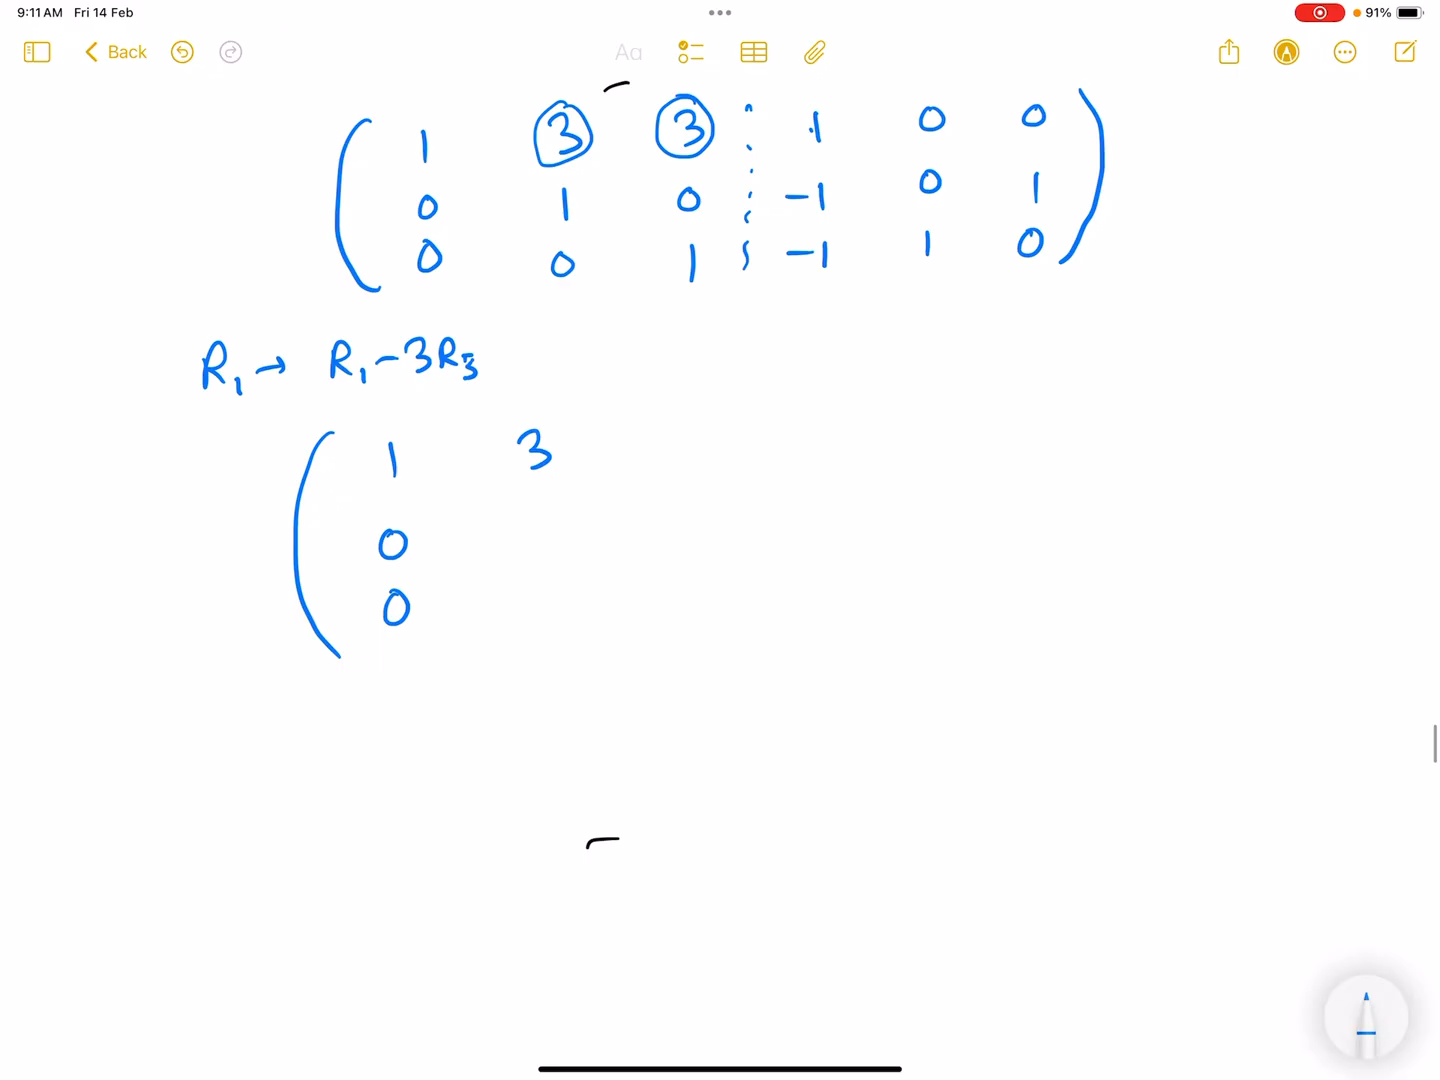 9:11 AM Fri 14 Feb 91%
Back Aa
1 3 3 ⋮ 1 0 0
0 1 0 ⋮ -1 0 1
0 0 1 ⋮ -1 1 0
R₁ → R₁ - 3R₃
1 3
0
0